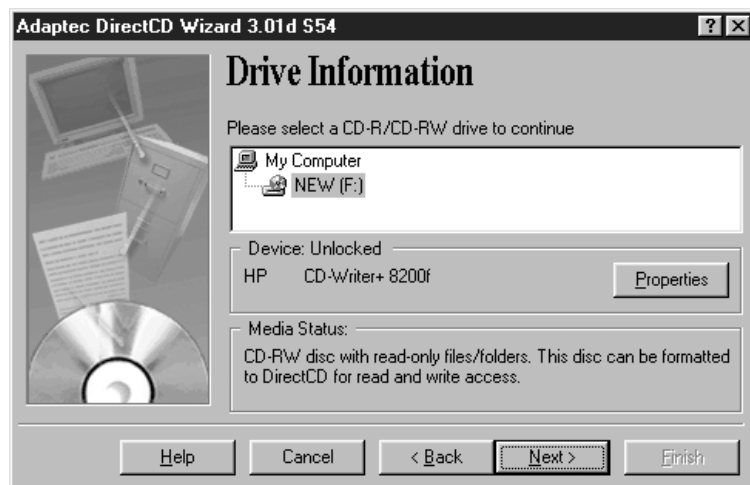 Adaptec DirectCD Wizard 3.01d S54
Drive Information
Please select a CD-R/CD-RW drive to continue
My Computer
NEW (F:)
Device: Unlocked
HP CD-Writer+ 8200f
Properties
Media Status:
CD-RW disc with read-only files/folders. This disc can be formatted
to DirectCD for read and write access.
Help
Cancel
< Back
Next >
Finish